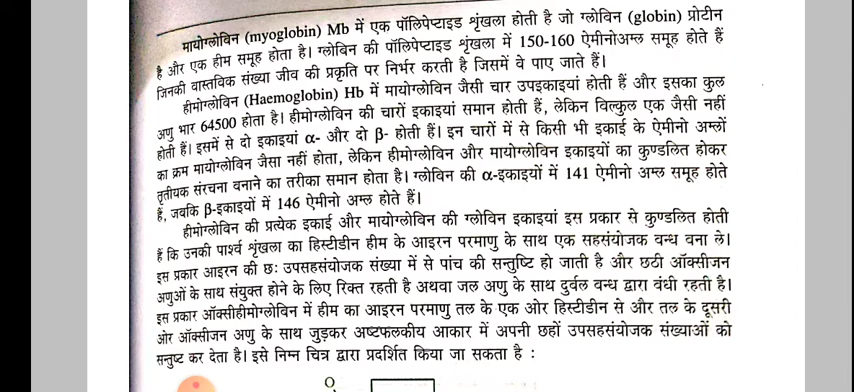 मायोग्लोविन (myoglobin) Mb में एक पॉलिपेप्टाइड शृंखला होती है जो ग्लोविन (globin) प्रोटीन
है और एक हीम समूह होता है। ग्लोविन की पॉलिपेप्टाइड शृंखला में 150-160 ऐमीनोअम्ल समूह होते हैं
जिनकी वास्तविक संख्या जीव की प्रकृति पर निर्भर करती है जिसमें वे पाए जाते हैं।
हीमोग्लोविन (Haemoglobin) Hb में मायोग्लोविन जैसी चार उपइकाइयां होती हैं और इसका कुल
अणु भार 64500 होता है। हीमोग्लोविन की चारों इकाइयां समान होती हैं, लेकिन विल्कुल एक जैसी नहीं
होती हैं। इसमें से दो इकाइयां α- और दो β- होती हैं। इन चारों में से किसी भी इकाई के ऐमीनो अम्लों
का क्रम मायोग्लोविन जैसा नहीं होता, लेकिन हीमोग्लोविन और मायोग्लोविन इकाइयों का कुण्डलित होकर
तृतीयक संरचना बनाने का तरीका समान होता है। ग्लोविन की α-इकाइयों में 141 ऐमीनो अम्ल समूह होते
हैं, जबकि β-इकाइयों में 146 ऐमीनो अम्ल होते हैं।
हीमोग्लोविन की प्रत्येक इकाई और मायोग्लोविन की ग्लोविन इकाइयां इस प्रकार से कुण्डलित होती
हैं कि उनकी पार्श्व शृंखला का हिस्टीडीन हीम के आइरन परमाणु के साथ एक सहसंयोजक वन्ध वना ले।
इस प्रकार आइरन की छः उपसहसंयोजक संख्या में से पांच की सन्तुष्टि हो जाती है और छठी ऑक्सीजन
अणुओं के साथ संयुक्त होने के लिए रिक्त रहती है अथवा जल अणु के साथ दुर्वल वन्ध द्वारा वंधी रहती है।
इस प्रकार ऑक्सीहीमोग्लोविन में हीम का आइरन परमाणु तल के एक ओर हिस्टीडीन से और तल के दूसरी
ओर ऑक्सीजन अणु के साथ जुड़कर अष्टफलकीय आकार में अपनी छहों उपसहसंयोजक संख्याओं को
सन्तुष्ट कर देता है। इसे निम्न चित्र द्वारा प्रदर्शित किया जा सकता है :
O